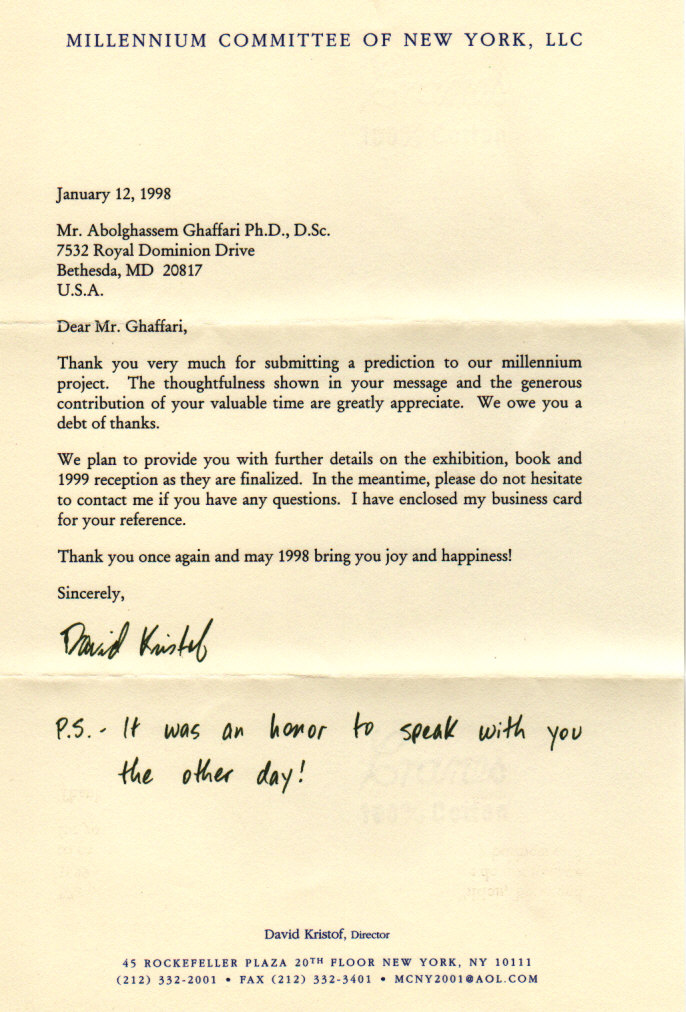 MILLENNIUM COMMITTEE OF NEW YORK, LLC
January 12, 1998
Mr. Abolghassem Ghaffari Ph.D., D.Sc.
7532 Royal Dominion Drive
Bethesda, MD 20817
U.S.A.
Dear Mr. Ghaffari,
Thank you very much for submitting a prediction to our millennium
project. The thoughtfulness shown in your message and the generous
contribution of your valuable time are greatly appreciate. We owe you a
debt of thanks.
We plan to provide you with further details on the exhibition, book and
1999 reception as they are finalized. In the meantime, please do not hesitate
to contact me if you have any questions. I have enclosed my business card
for your reference.
Thank you once again and may 1998 bring you joy and happiness!
Sincerely,
David Kristof
P.S. - It was an honor to speak with you
the other day!
David Kristof, Director
45 ROCKEFELLER PLAZA 20TH FLOOR NEW YORK, NY 10111
(212) 332-2001 • FAX (212) 332-3401 • MCNY2001@AOL.COM